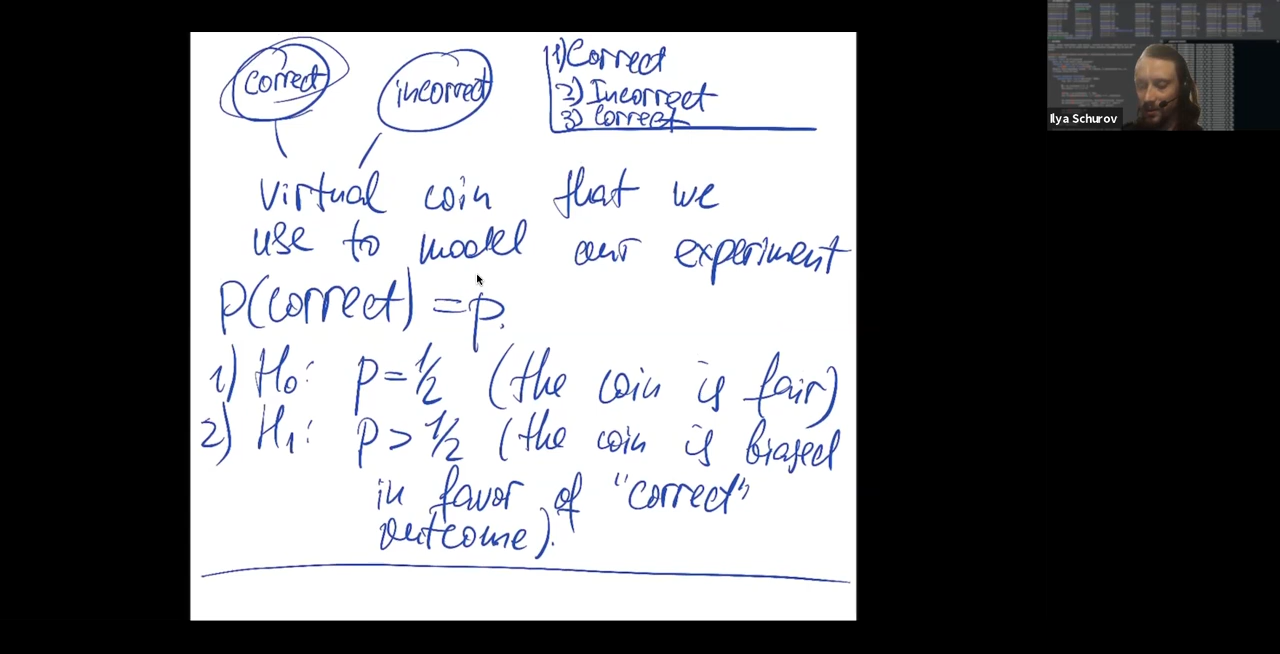 correct
incorrect
1) Correct
2) Incorrect
3) Correct
virtual coin that we
use to model our experiment
P(correct) = p.
1) H₀: p = ½ (the coin is fair)
2) H₁: p > ½ (the coin is biased
in favor of "correct"
outcome).
Ilya Schurov